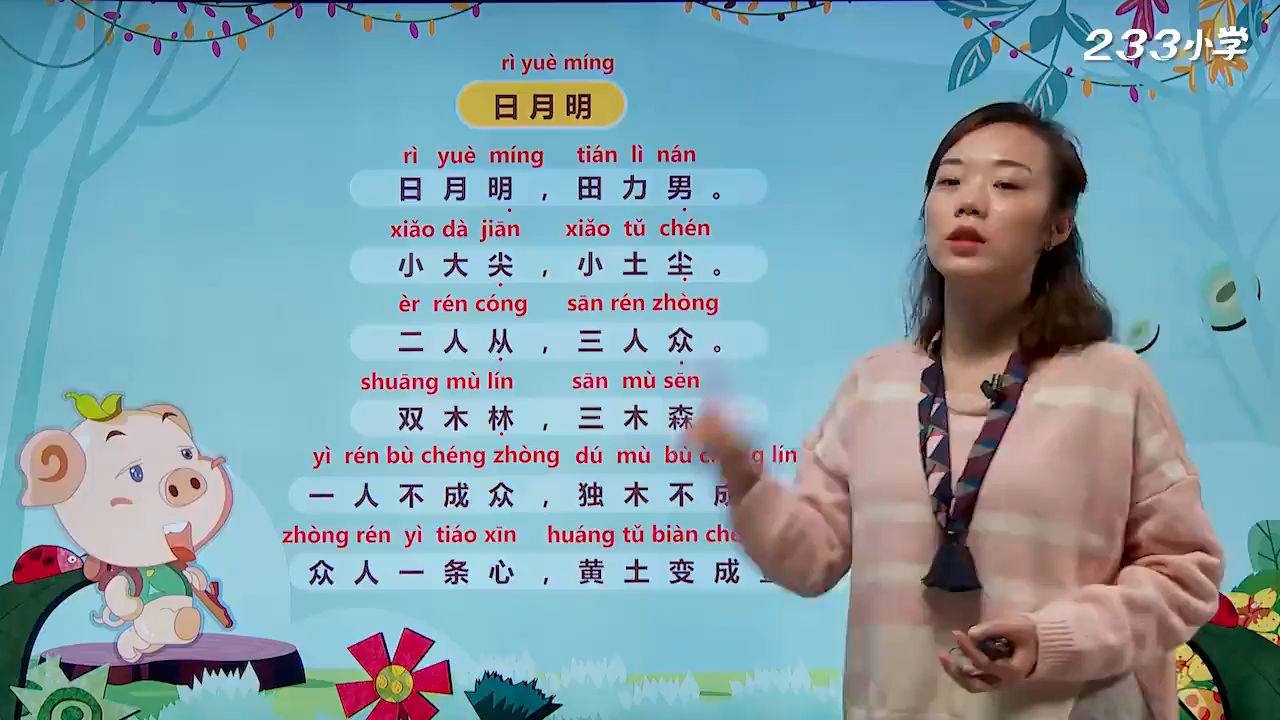 233小学
rì yuè míng
日月明
rì yuè míng tián lì nán
日月明，田力男。
xiǎo dà jiān xiǎo tǔ chén
小大尖，小土尘。
èr rén cóng sān rén zhòng
二人从，三人众。
shuāng mù lín sān mù sēn
双木林，三木森
yì rén bù chéng zhòng dú mù bù lín
一人不成众，独木不成
zhòng rén yì tiáo xīn huáng tǔ biàn
众人一条心，黄土变成